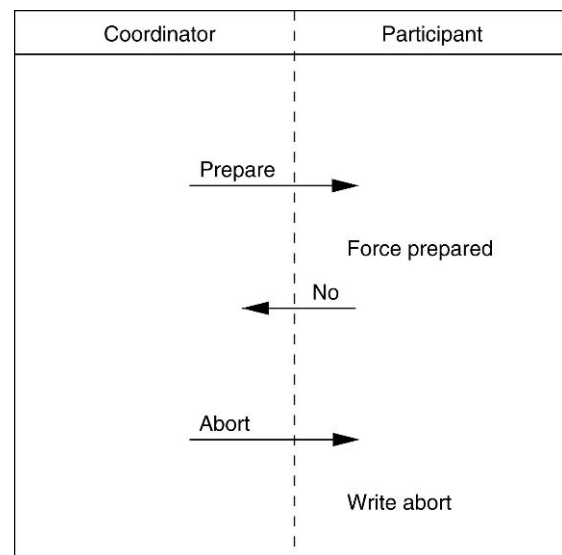 Coordinator Participant
Prepare
Force prepared
No
Abort
Write abort